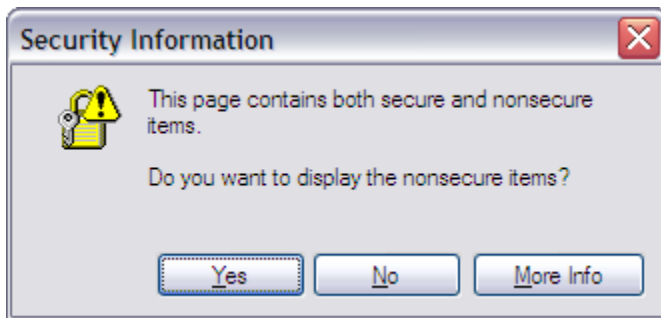 Security Information
This page contains both secure and nonsecure
items.
Do you want to display the nonsecure items?
Yes
No
More Info